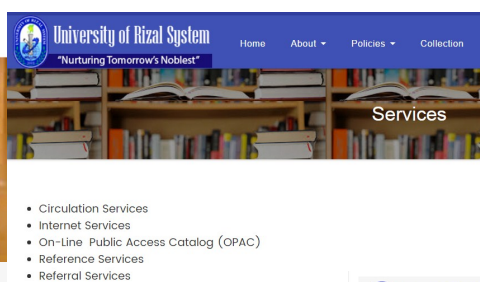 University of Rizal System
"Nurturing Tomorrow's Noblest"
Home About Policies Collection
Services
Circulation Services
Internet Services
On-Line Public Access Catalog (OPAC)
Reference Services
Referral Services